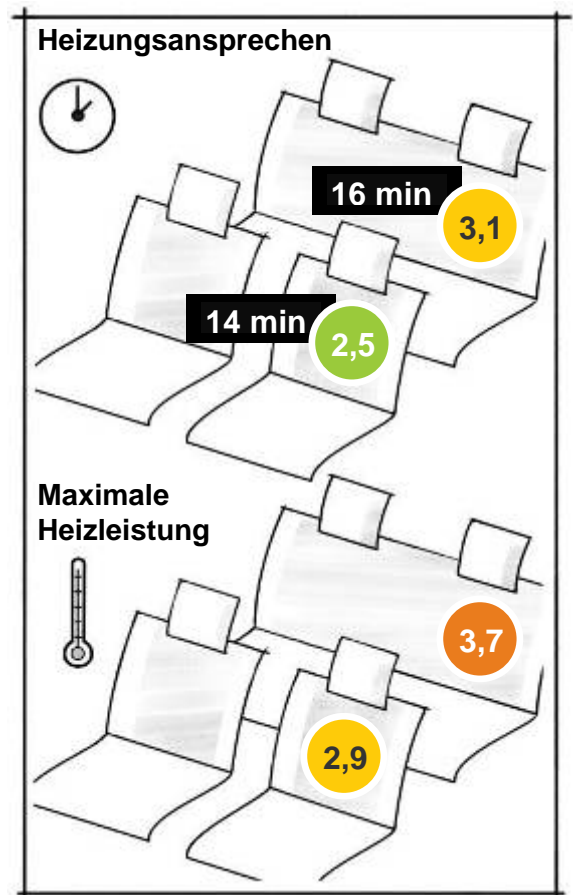 Heizungsansprechen
16 min
3,1
14 min
2,5
Maximale
Heizleistung
3,7
2,9